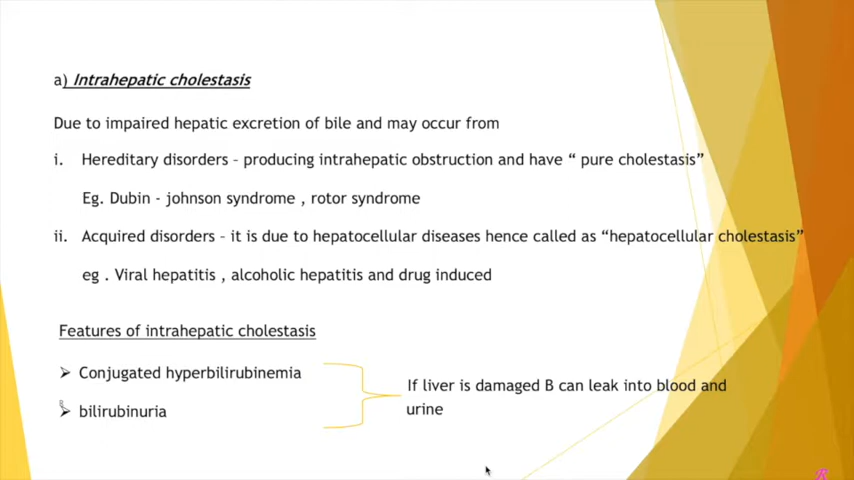 a) Intrahepatic cholestasis
Due to impaired hepatic excretion of bile and may occur from
i. Hereditary disorders – producing intrahepatic obstruction and have “ pure cholestasis”
Eg. Dubin - johnson syndrome , rotor syndrome
ii. Acquired disorders – it is due to hepatocellular diseases hence called as “hepatocellular cholestasis”
eg . Viral hepatitis , alcoholic hepatitis and drug induced
Features of intrahepatic cholestasis
➢ Conjugated hyperbilirubinemia
➢ bilirubinuria
If liver is damaged B can leak into blood and
urine